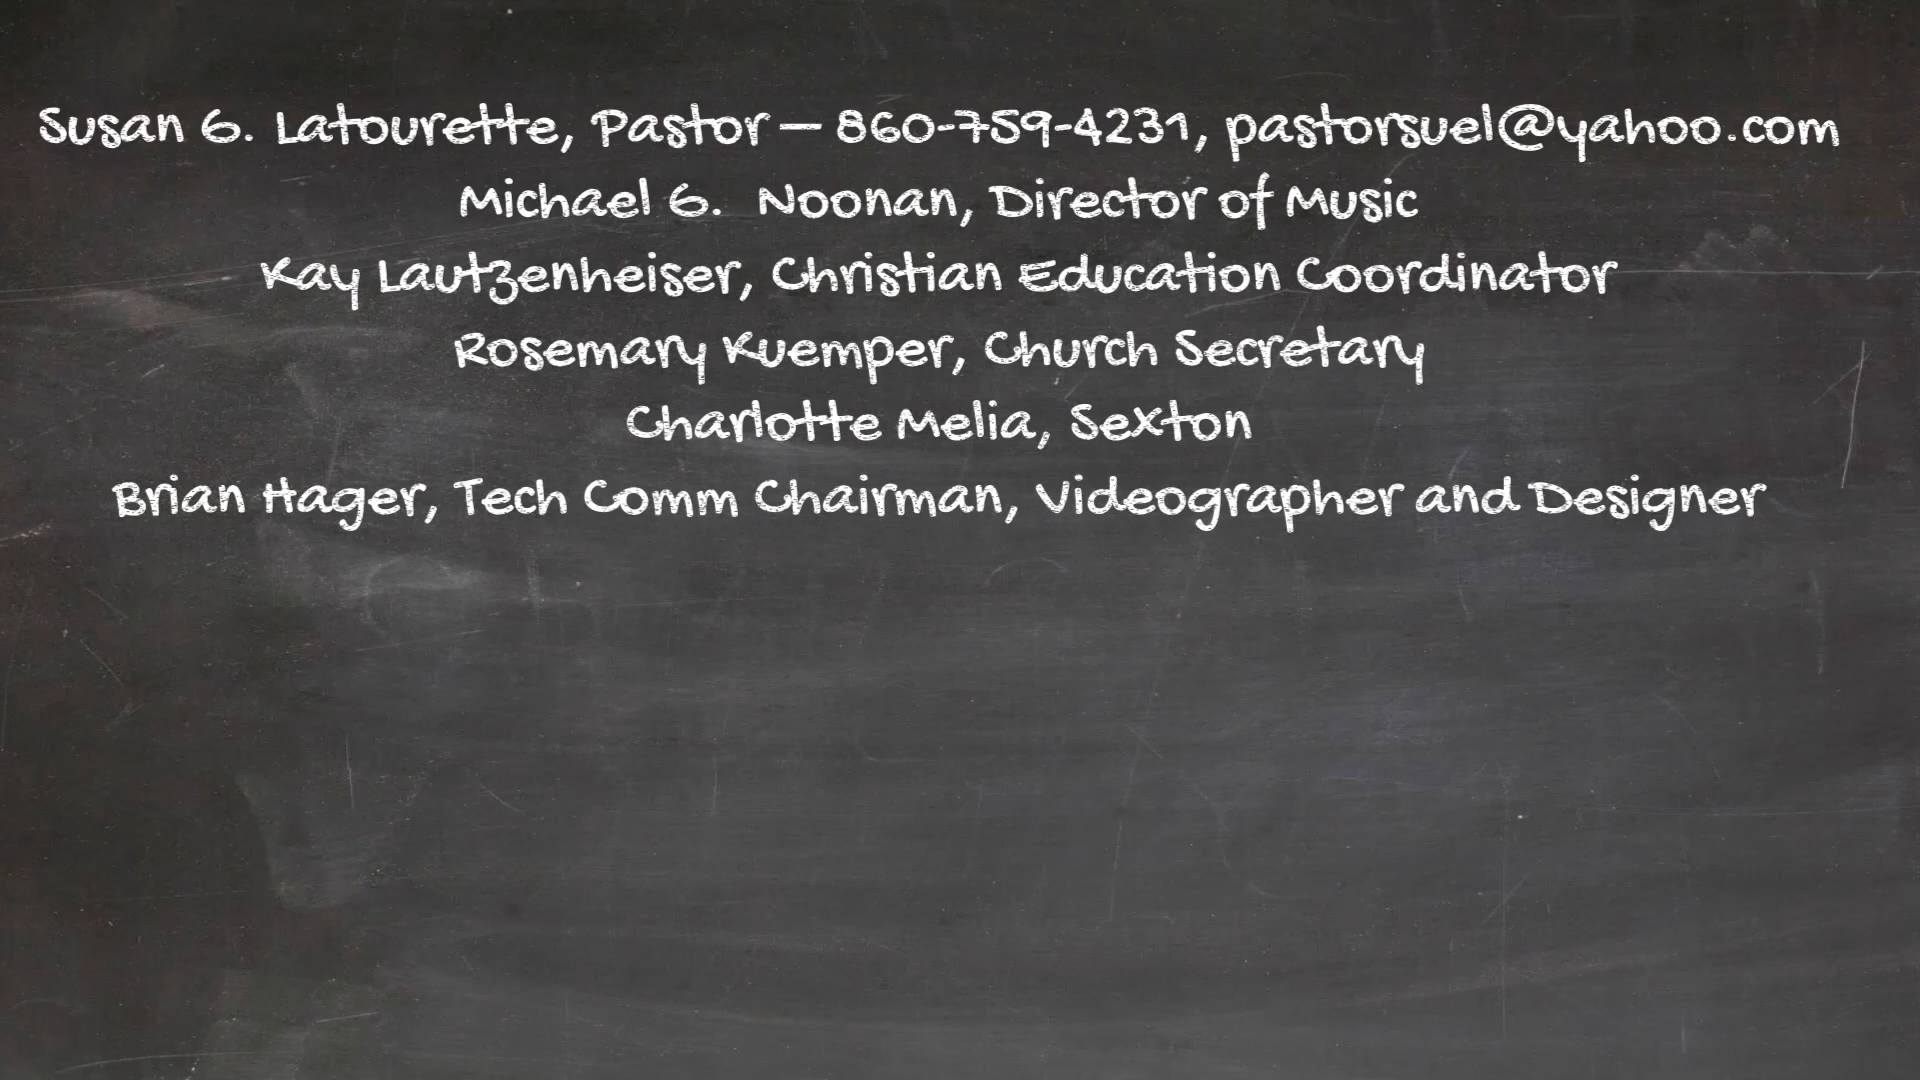 Susan G. Latourette, Pastor – 860-759-4231, pastorsuel@yahoo.com
Michael G. Noonan, Director of Music
Kay Lautzenheiser, Christian Education Coordinator
Rosemary Kuemper, Church Secretary
Charlotte Melia, Sexton
Brian Hager, Tech Comm Chairman, Videographer and Designer